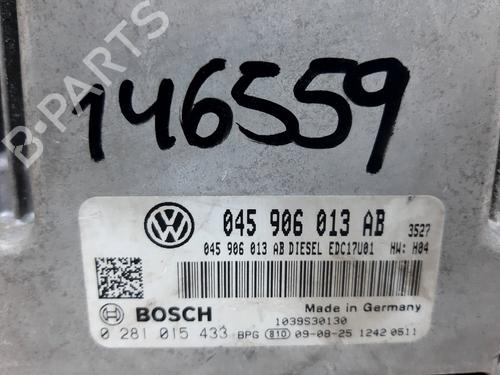 B-PARTS
146559
VW 045 906 013 AB 3527
045 906 013 AB DIESEL EDC17U01 HW: H04
BOSCH Made in Germany
1039S30130
0 281 015 433 BPG 810 09-08-25 1242 0511